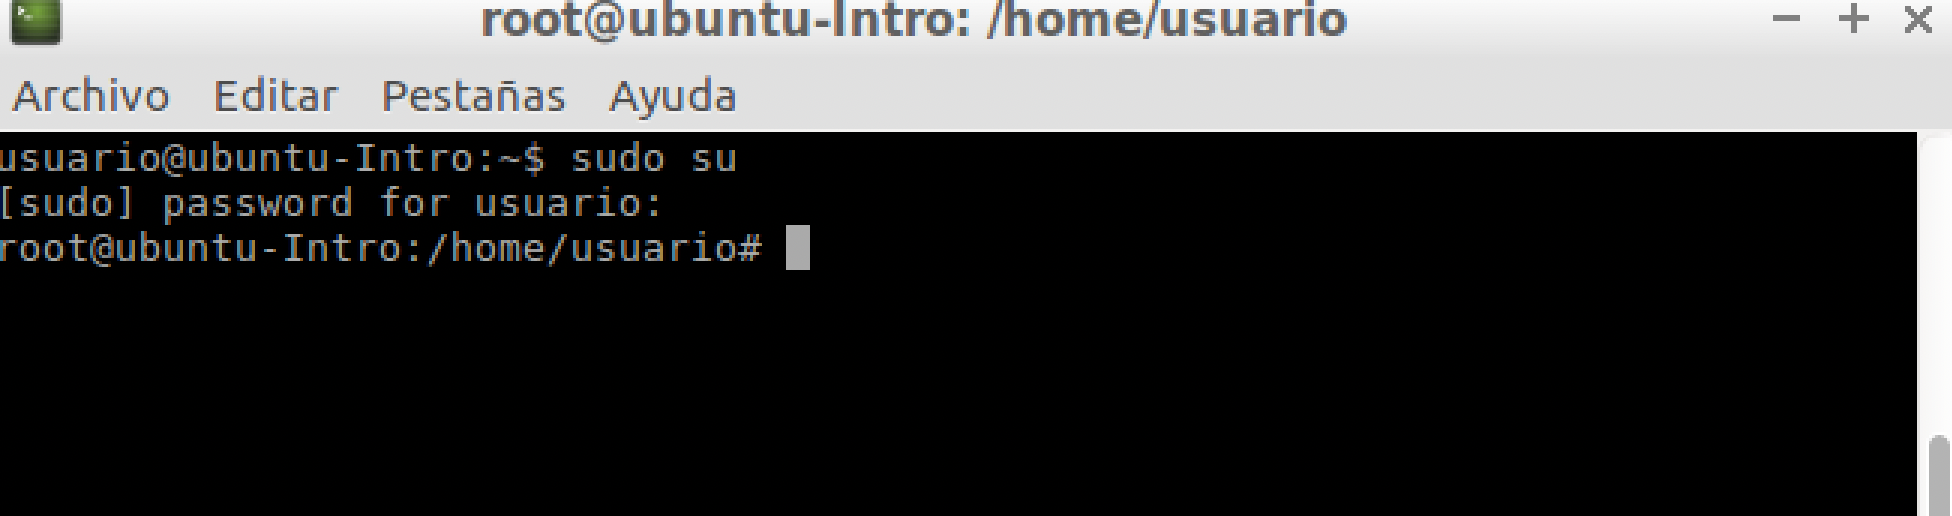 root@ubuntu-Intro: /home/usuario
Archivo Editar Pestañas Ayuda
usuario@ubuntu-Intro:~$ sudo su
[sudo] password for usuario:
root@ubuntu-Intro:/home/usuario#